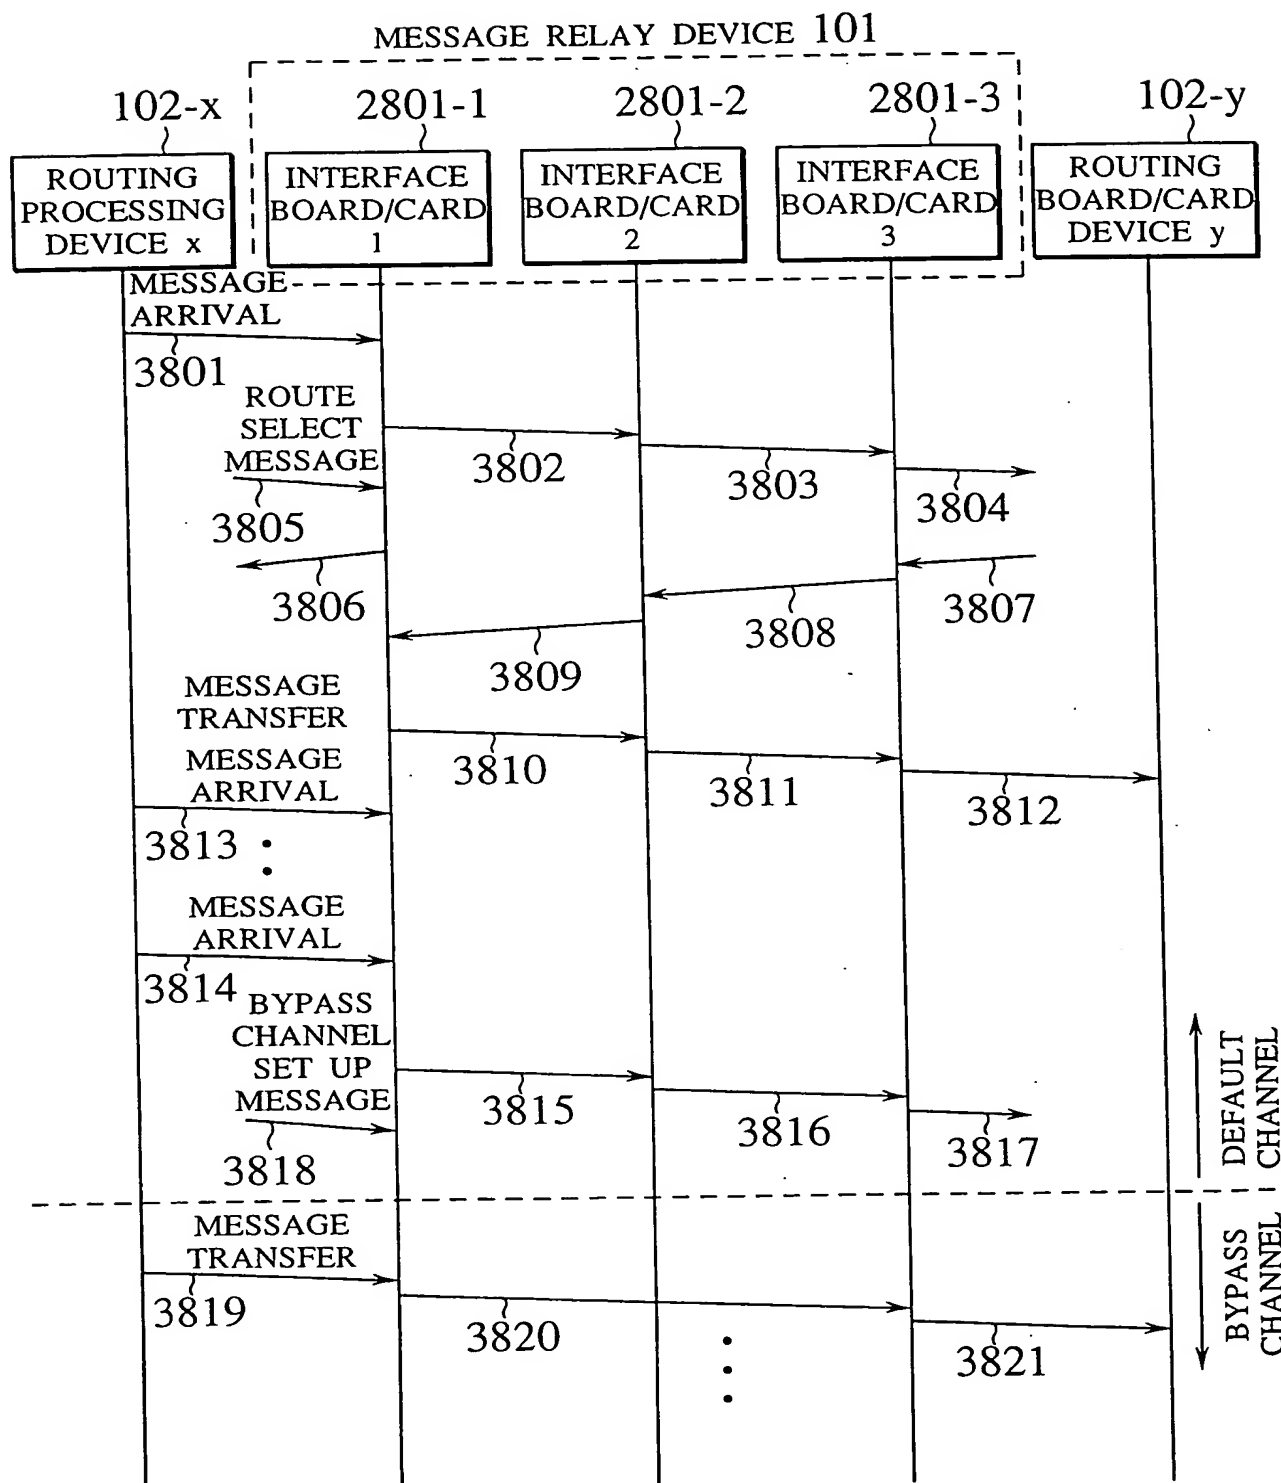 MESSAGE RELAY DEVICE 101
102-x
2801-1
2801-2
2801-3
102-y
ROUTING
PROCESSING
DEVICE x
INTERFACE
BOARD/CARD
1
INTERFACE
BOARD/CARD
2
INTERFACE
BOARD/CARD
3
ROUTING
BOARD/CARD
DEVICE y
MESSAGE
ARRIVAL
3801
ROUTE
SELECT
MESSAGE
3802
3803
3804
3805
3806
3807
3808
3809
MESSAGE
TRANSFER
3810
3811
3812
MESSAGE
ARRIVAL
3813
MESSAGE
ARRIVAL
3814
BYPASS
CHANNEL
SET UP
MESSAGE
3815
3816
3817
3818
DEFAULT
CHANNEL
MESSAGE
TRANSFER
3819
3820
3821
BYPASS
CHANNEL